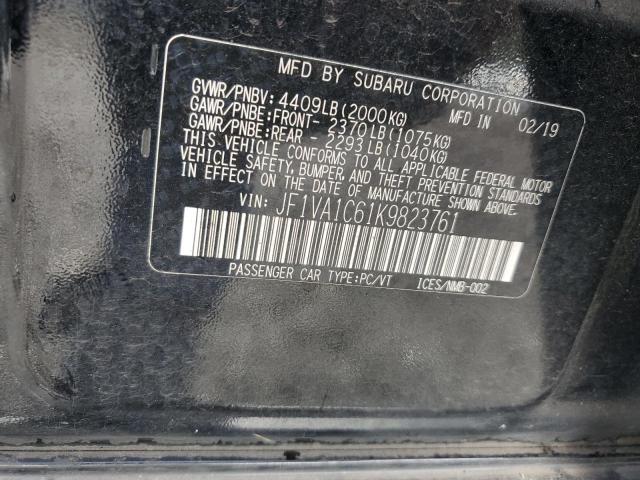 MFD BY SUBARU CORPORATION
GVWR/PNBV: 4409LB(2000KG) MFD IN 02/19
GAWR/PNBE:FRONT- 2370LB(1075KG)
GAWR/PNBE:REAR - 2293LB(1040KG)
THIS VEHICLE CONFORMS TO ALL APPLICABLE FEDERAL MOTOR
VEHICLE SAFETY, BUMPER, AND THEFT PREVENTION STANDARDS
IN EFFECT ON THE DATE OF MANUFACTURE SHOWN ABOVE.
VIN: JF1VA1C61K9823761
PASSENGER CAR TYPE:PC/VT ICES/NMB-002